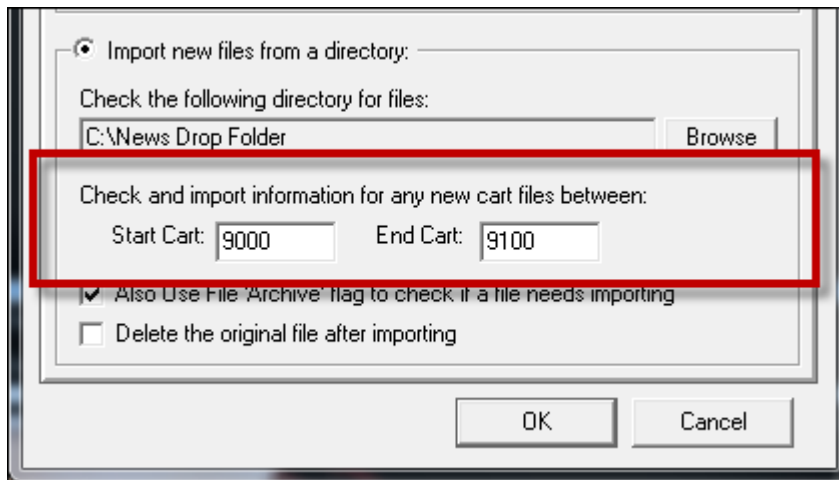 Import new files from a directory:
Check the following directory for files:
C:\News Drop Folder
Browse
Check and import information for any new cart files between:
Start Cart: 9000 End Cart: 9100
Also Use File 'Archive' flag to check if a file needs importing
Delete the original file after importing
OK Cancel